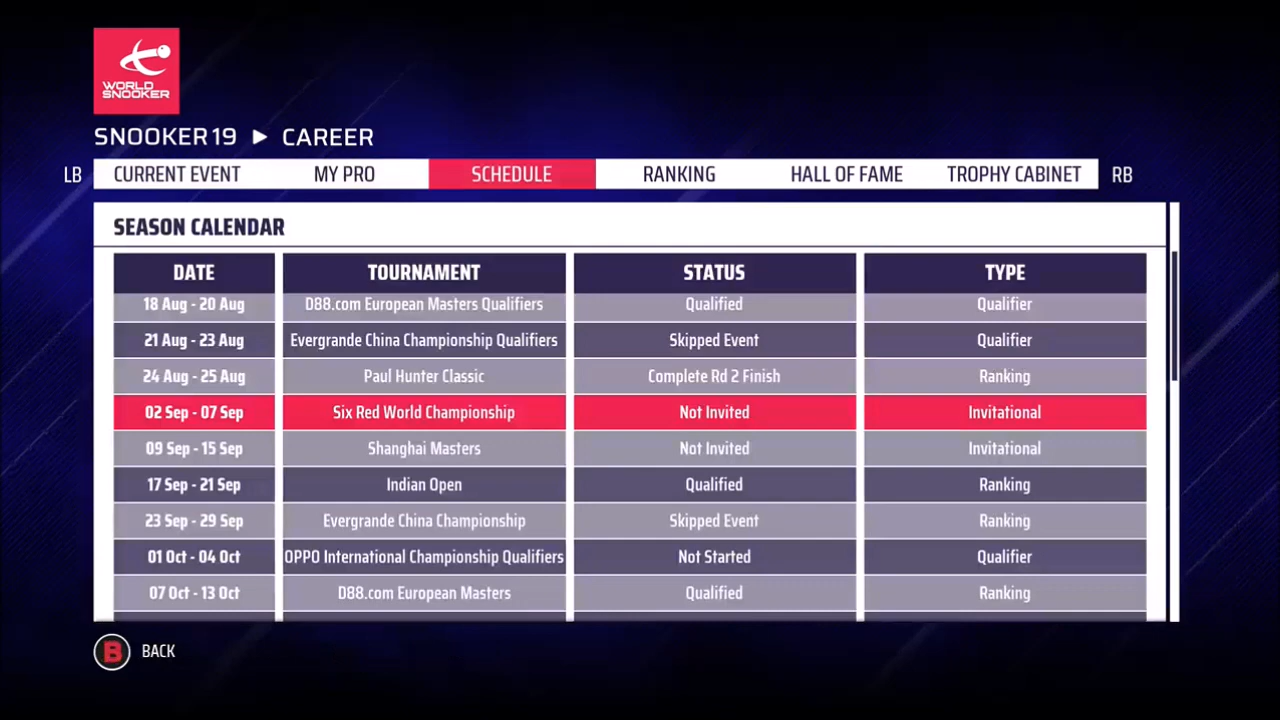 WORLD
SNOOKER
SNOOKER 19 ▶ CAREER
LB CURRENT EVENT MY PRO SCHEDULE RANKING HALL OF FAME TROPHY CABINET RB
SEASON CALENDAR
DATE TOURNAMENT STATUS TYPE
18 Aug - 20 Aug D88.com European Masters Qualifiers Qualified Qualifier
21 Aug - 23 Aug Evergrande China Championship Qualifiers Skipped Event Qualifier
24 Aug - 25 Aug Paul Hunter Classic Complete Rd 2 Finish Ranking
02 Sep - 07 Sep Six Red World Championship Not Invited Invitational
09 Sep - 15 Sep Shanghai Masters Not Invited Invitational
17 Sep - 21 Sep Indian Open Qualified Ranking
23 Sep - 29 Sep Evergrande China Championship Skipped Event Ranking
01 Oct - 04 Oct OPPO International Championship Qualifiers Not Started Qualifier
07 Oct - 13 Oct D88.com European Masters Qualified Ranking
B BACK